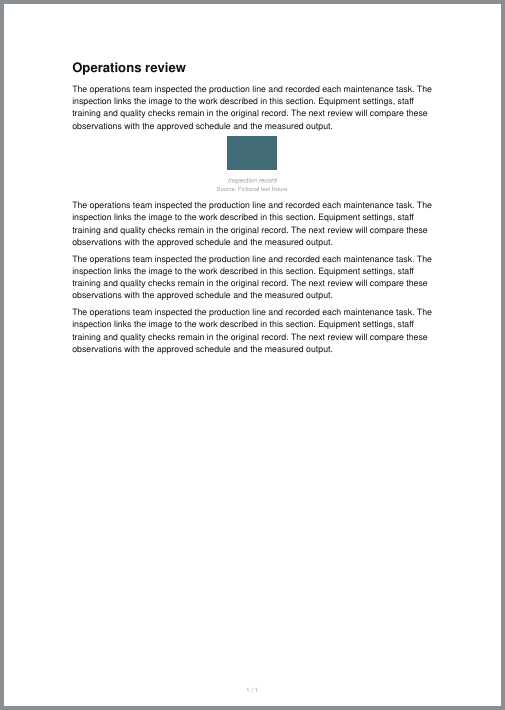 Operations review
The operations team inspected the production line and recorded each maintenance task. The
inspection links the image to the work described in this section. Equipment settings, staff
training and quality checks remain in the original record. The next review will compare these
observations with the approved schedule and the measured output.
Inspection record
Source: Fictional test fixture
The operations team inspected the production line and recorded each maintenance task. The
inspection links the image to the work described in this section. Equipment settings, staff
training and quality checks remain in the original record. The next review will compare these
observations with the approved schedule and the measured output.
The operations team inspected the production line and recorded each maintenance task. The
inspection links the image to the work described in this section. Equipment settings, staff
training and quality checks remain in the original record. The next review will compare these
observations with the approved schedule and the measured output.
The operations team inspected the production line and recorded each maintenance task. The
inspection links the image to the work described in this section. Equipment settings, staff
training and quality checks remain in the original record. The next review will compare these
observations with the approved schedule and the measured output.
1 / 1